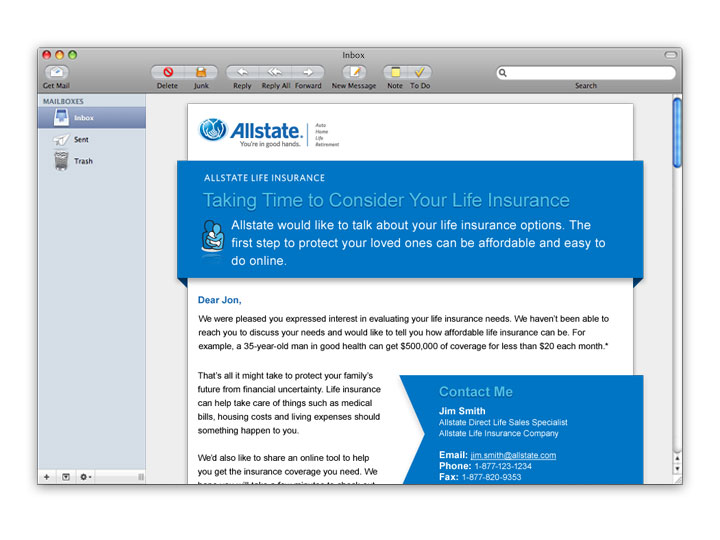 Inbox
Get Mail
Delete
Junk
Reply
Reply All
Forward
New Message
Note
To Do
Search
MAILBOXES
Inbox
Sent
Trash
Allstate.
You're in good hands.
Auto
Home
Life
Retirement
ALLSTATE LIFE INSURANCE
Taking Time to Consider Your Life Insurance
Allstate would like to talk about your life insurance options. The
first step to protect your loved ones can be affordable and easy to
do online.
Dear Jon,
We were pleased you expressed interest in evaluating your life insurance needs. We haven't been able to
reach you to discuss your needs and would like to tell you how affordable life insurance can be. For
example, a 35-year-old man in good health can get $500,000 of coverage for less than $20 each month.*
That's all it might take to protect your family's
future from financial uncertainty. Life insurance
can help take care of things such as medical
bills, housing costs and living expenses should
something happen to you.
We'd also like to share an online tool to help
you get the insurance coverage you need. We
hope you will take a few minutes to check out
Contact Me
Jim Smith
Allstate Direct Life Sales Specialist
Allstate Life Insurance Company
Email: jim.smith@allstate.com
Phone: 1-877-123-1234
Fax: 1-877-820-9353